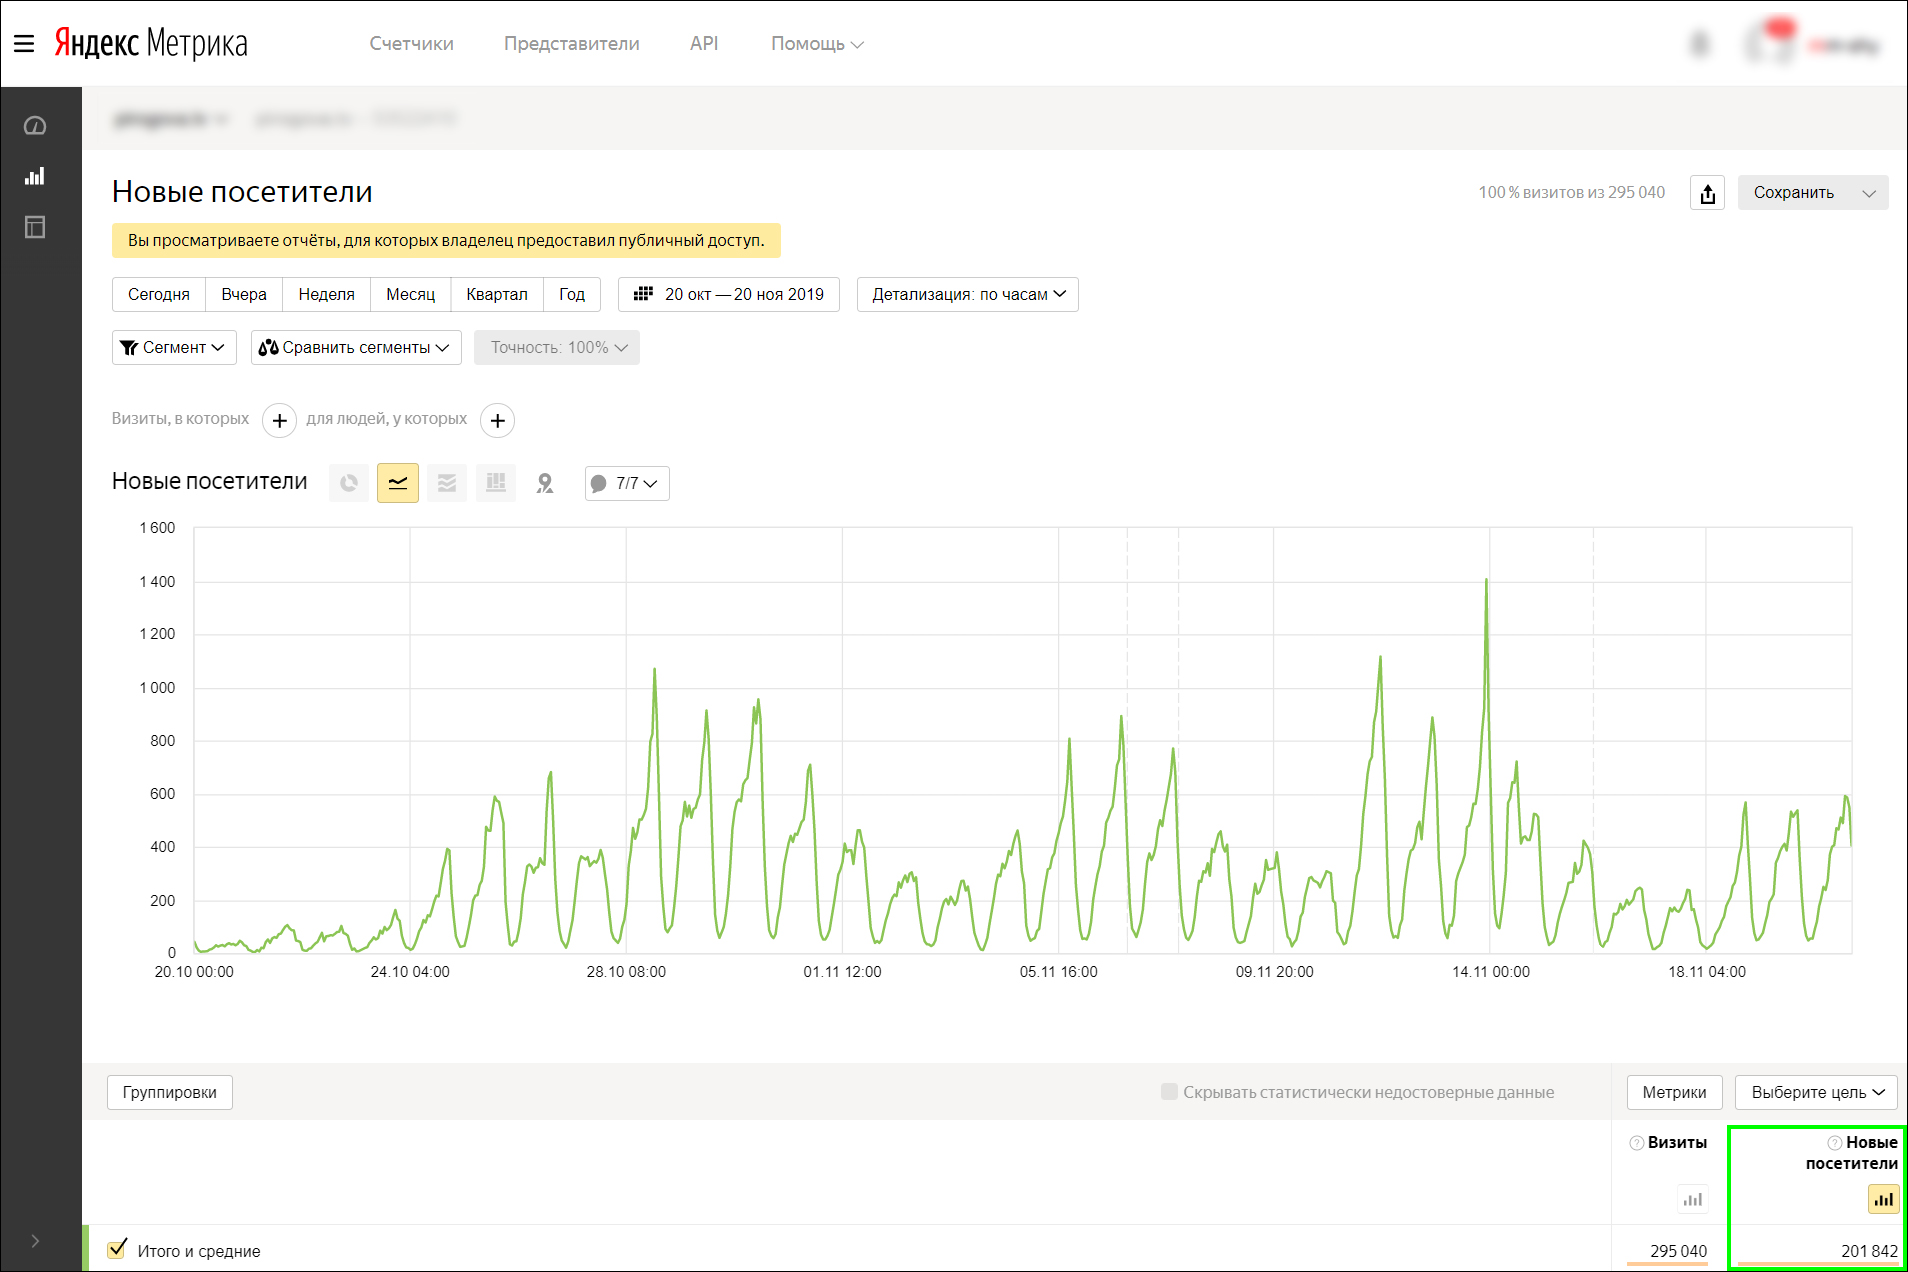 Яндекс Метрика Счетчики Представители API Помощь
Новые посетители 100 % визитов из 295 040 Сохранить
Вы просматриваете отчёты, для которых владелец предоставил публичный доступ.
Сегодня Вчера Неделя Месяц Квартал Год 20 окт — 20 ноя 2019 Детализация: по часам
Сегмент Сравнить сегменты Точность: 100%
Визиты, в которых + для людей, у которых +
Новые посетители 7/7
1 600
1 400
1 200
1 000
800
600
400
200
0
20.10 00:00 24.10 04:00 28.10 08:00 01.11 12:00 05.11 16:00 09.11 20:00 14.11 00:00 18.11 04:00
Группировки Скрывать статистически недостоверные данные Метрики Выберите цель
? Визиты ? Новые
посетители
Итого и средние 295 040 201 842